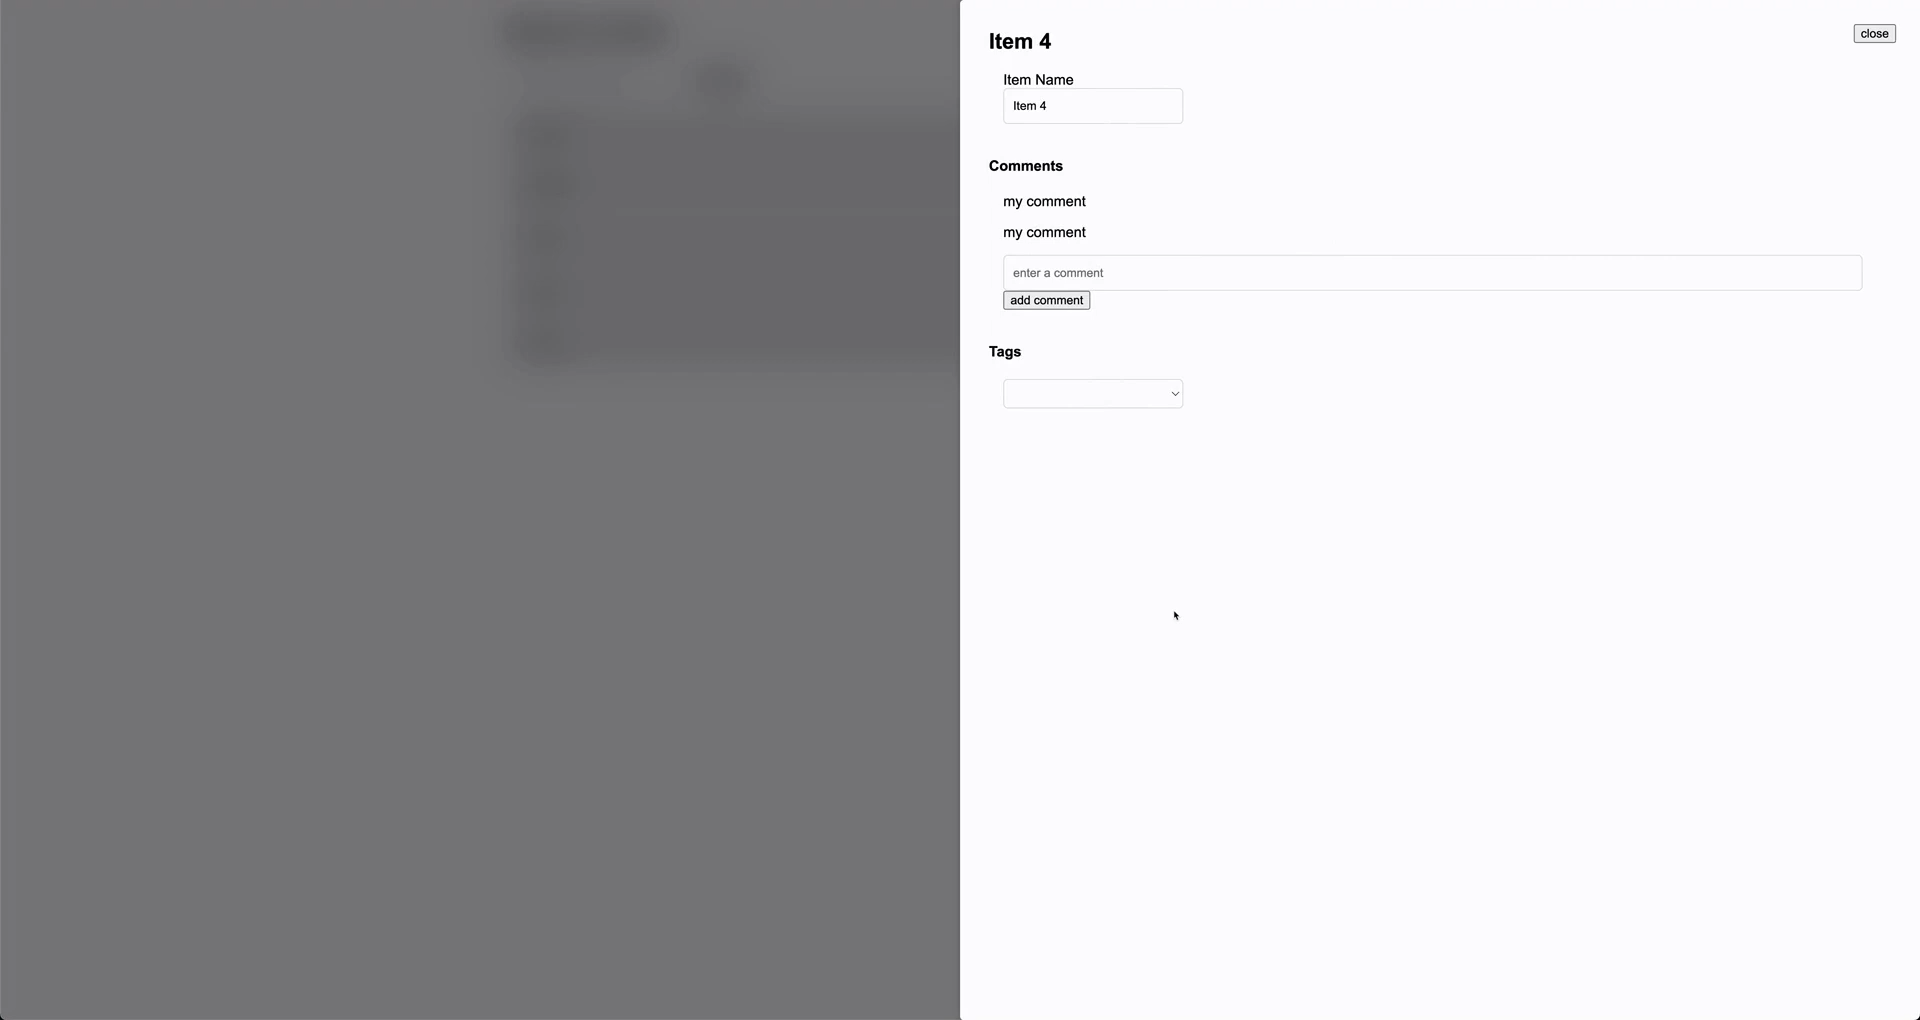 Item 4
close
Item Name
Item 4
Comments
my comment
my comment
enter a comment
add comment
Tags